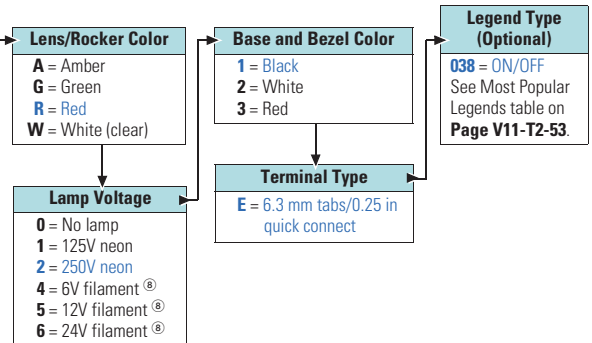 Lens/Rocker Color
A = Amber
G = Green
R = Red
W = White (clear)
Lamp Voltage
0 = No lamp
1 = 125V neon
2 = 250V neon
4 = 6V filament ⑧
5 = 12V filament ⑧
6 = 24V filament ⑧
Base and Bezel Color
1 = Black
2 = White
3 = Red
Terminal Type
E = 6.3 mm tabs/0.25 in
quick connect
Legend Type
(Optional)
038 = ON/OFF
See Most Popular
Legends table on
Page V11-T2-53.